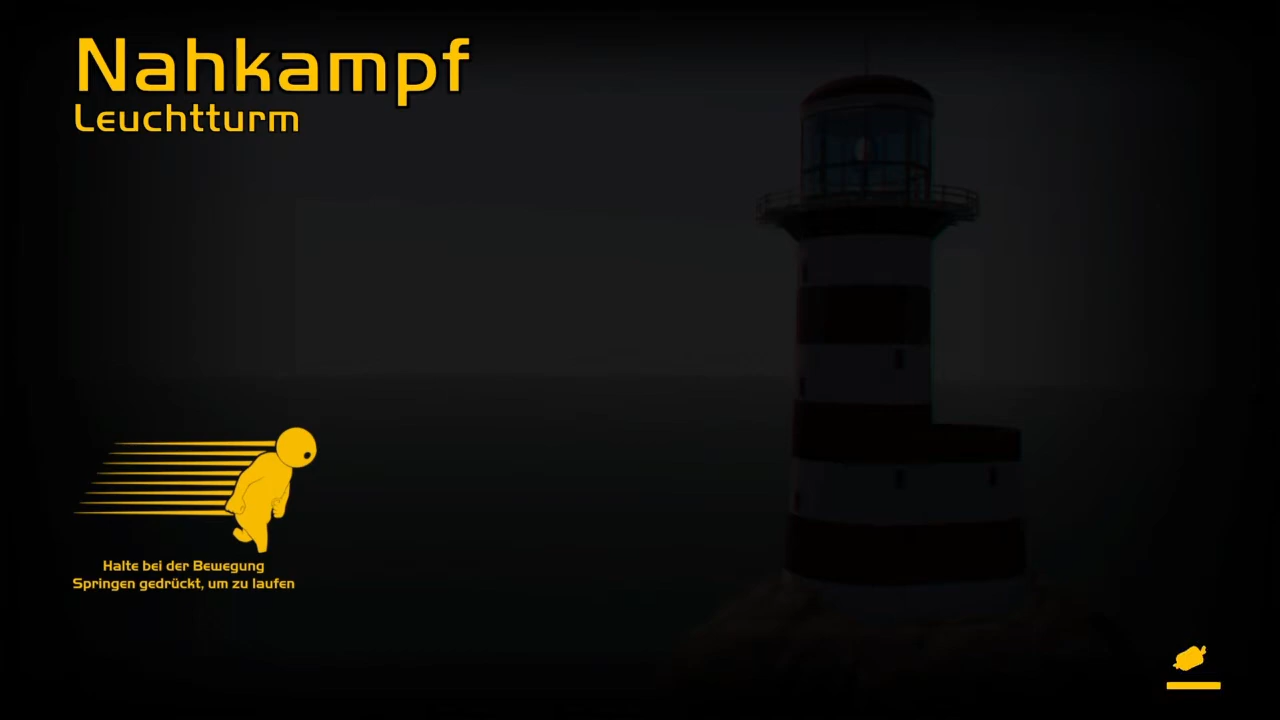 Nahkampf
Leuchtturm
Halte bei der Bewegung
Springen gedrückt, um zu laufen